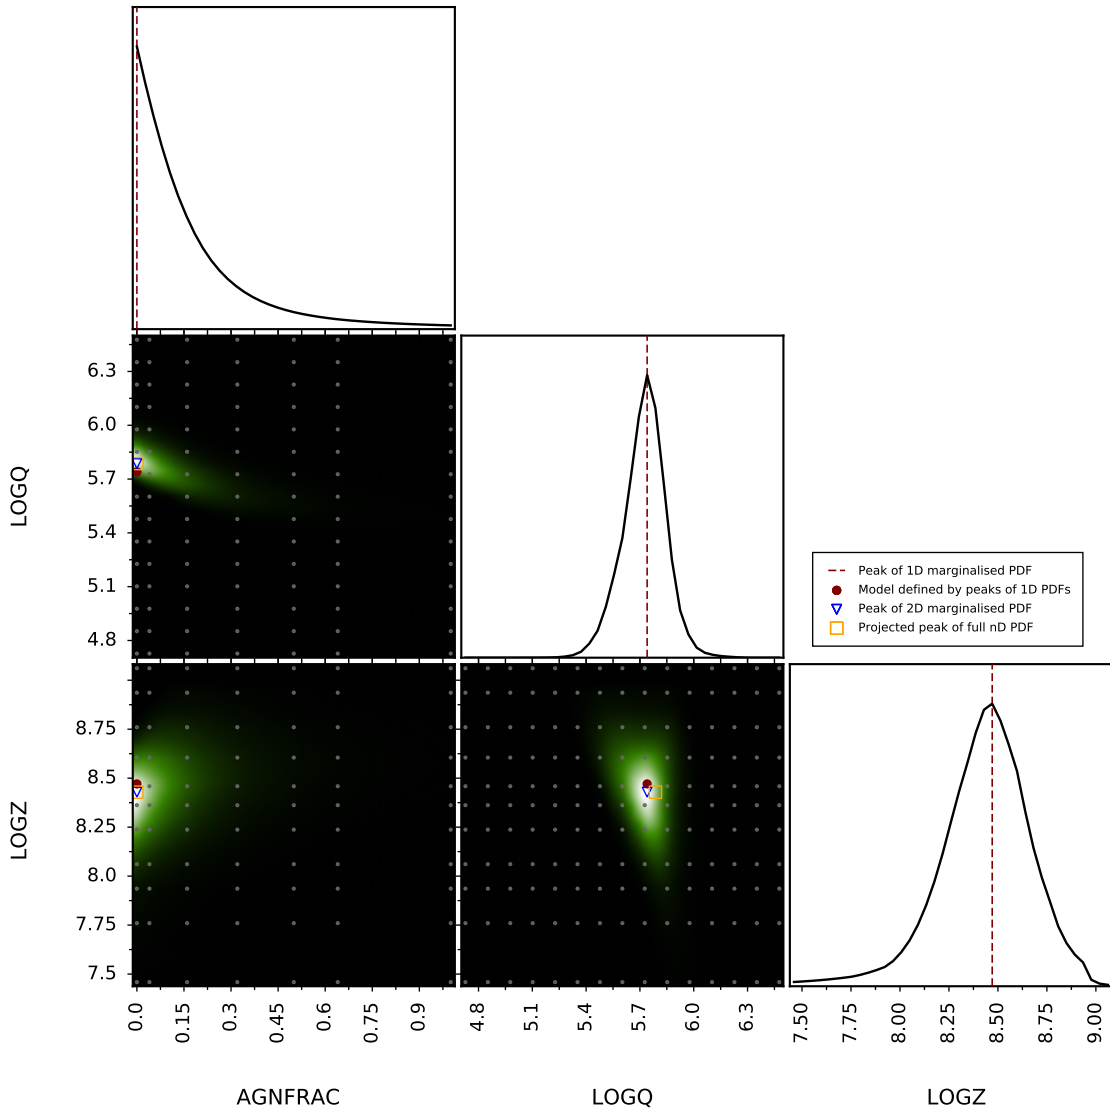 6.3
6.0
5.7
5.4
5.1
4.8
LOGQ
Peak of 1D marginalised PDF
Model defined by peaks of 1D PDFs
Peak of 2D marginalised PDF
Projected peak of full nD PDF
8.75
8.5
8.25
8.0
7.75
7.5
LOGZ
0.0 0.15 0.3 0.45 0.6 0.75 0.9
4.8 5.1 5.4 5.7 6.0 6.3
7.50 7.75 8.00 8.25 8.50 8.75 9.00
AGNFRAC LOGQ LOGZ